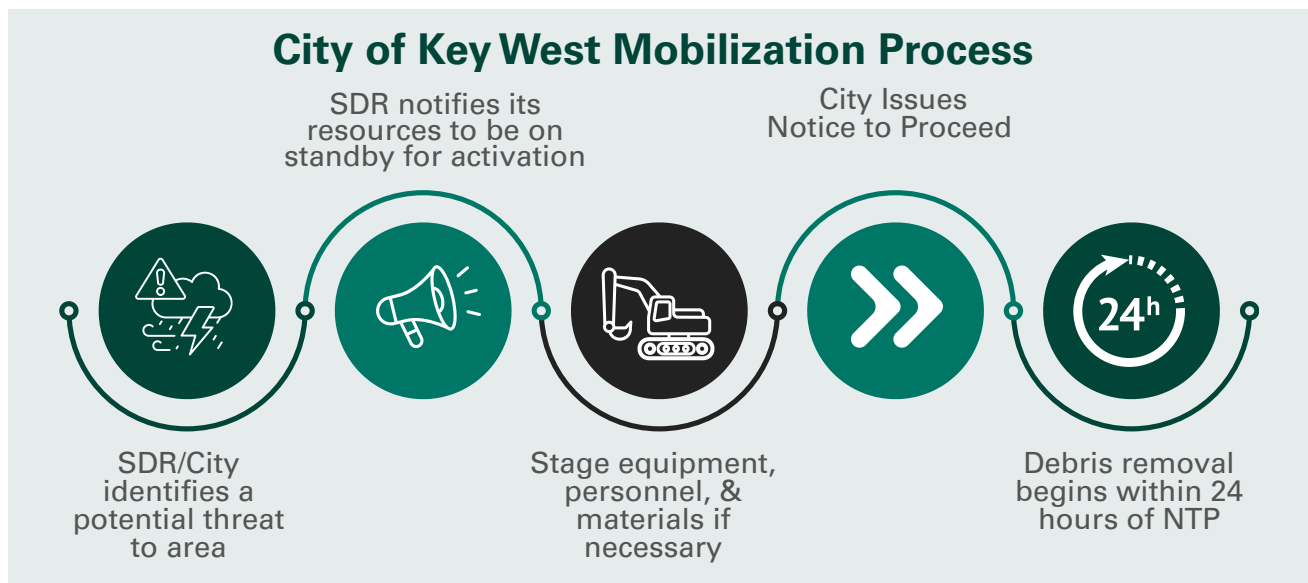 City of Key West Mobilization Process
SDR/City
identifies a
potential threat
to area
SDR notifies its
resources to be on
standby for activation
Stage equipment,
personnel, &
materials if
necessary
City Issues
Notice to Proceed
24h
Debris removal
begins within 24
hours of NTP